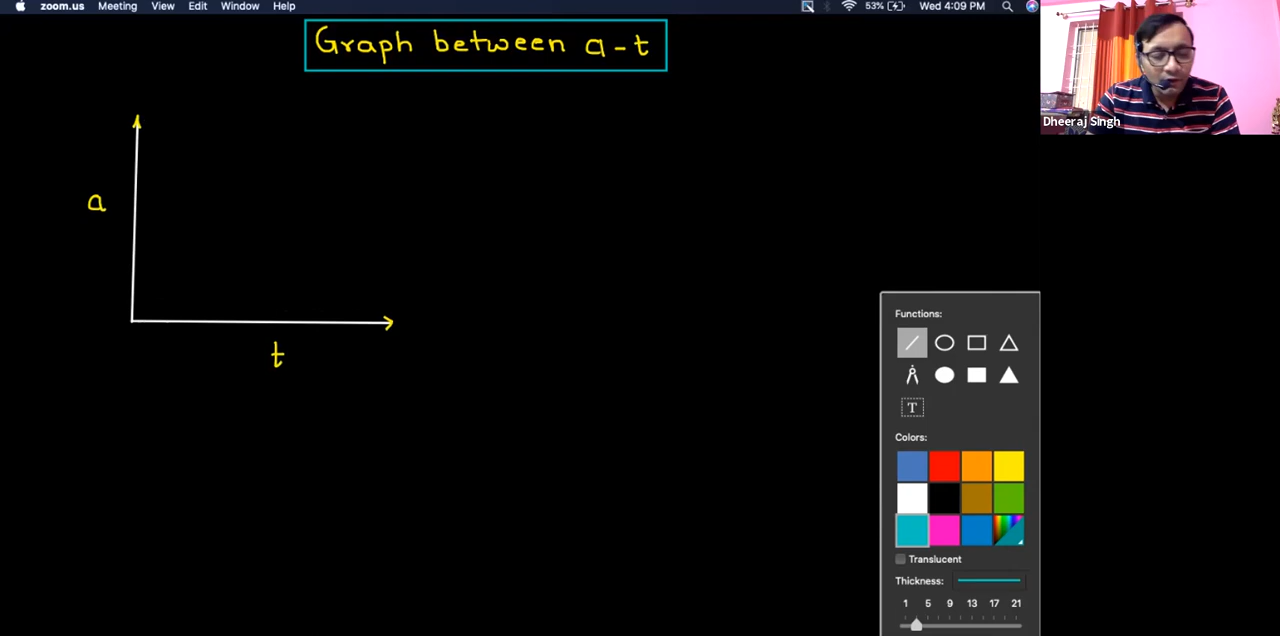 zoom.us Meeting View Edit Window Help 53% Wed 4:09 PM
Graph between a-t
Dheeraj Singh
a
t
Functions:
T
Colors:
Translucent
Thickness:
1 5 9 13 17 21